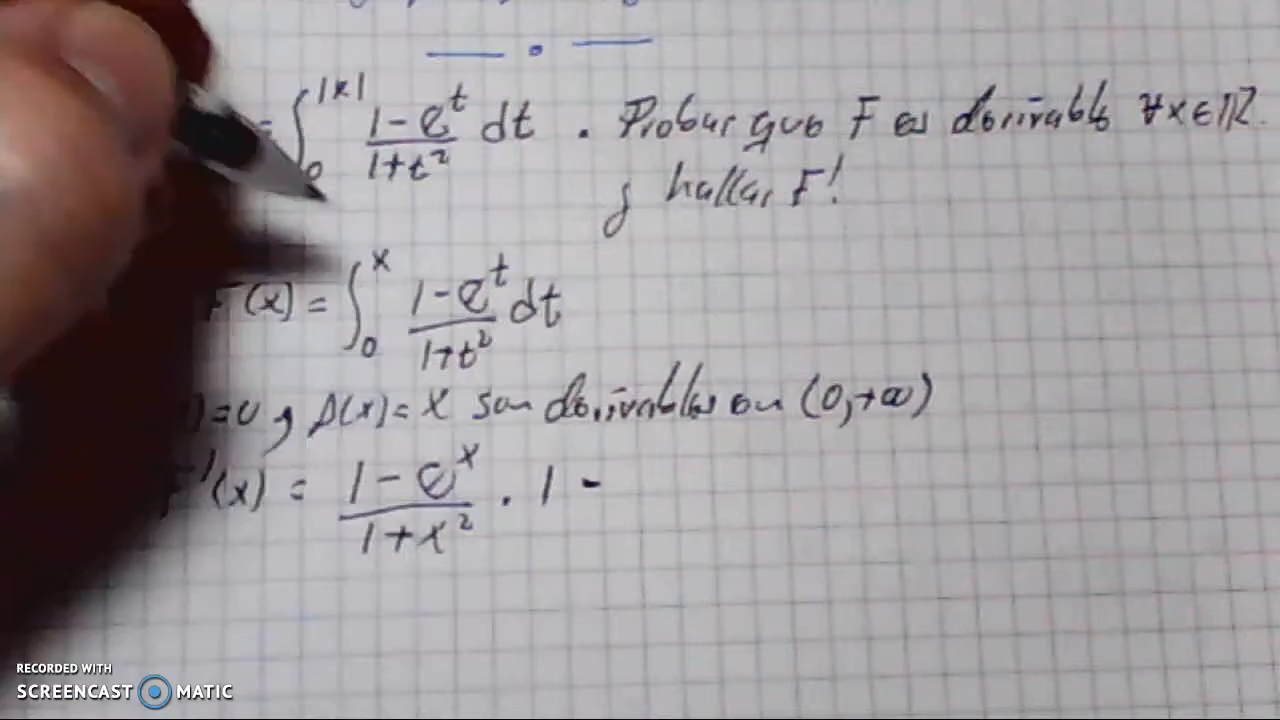 = ∫₀^|x| (1-e^t)/(1+t²) dt . Probar que F es derivable ∀x∈ℝ.
y hallar F'
F(x) = ∫₀^x (1-e^t)/(1+t²) dt
)=0 y β(x)=x son derivables en (0,+∞)
F'(x) = (1-e^x)/(1+x²) . 1 -
RECORDED WITH
SCREENCAST MATIC